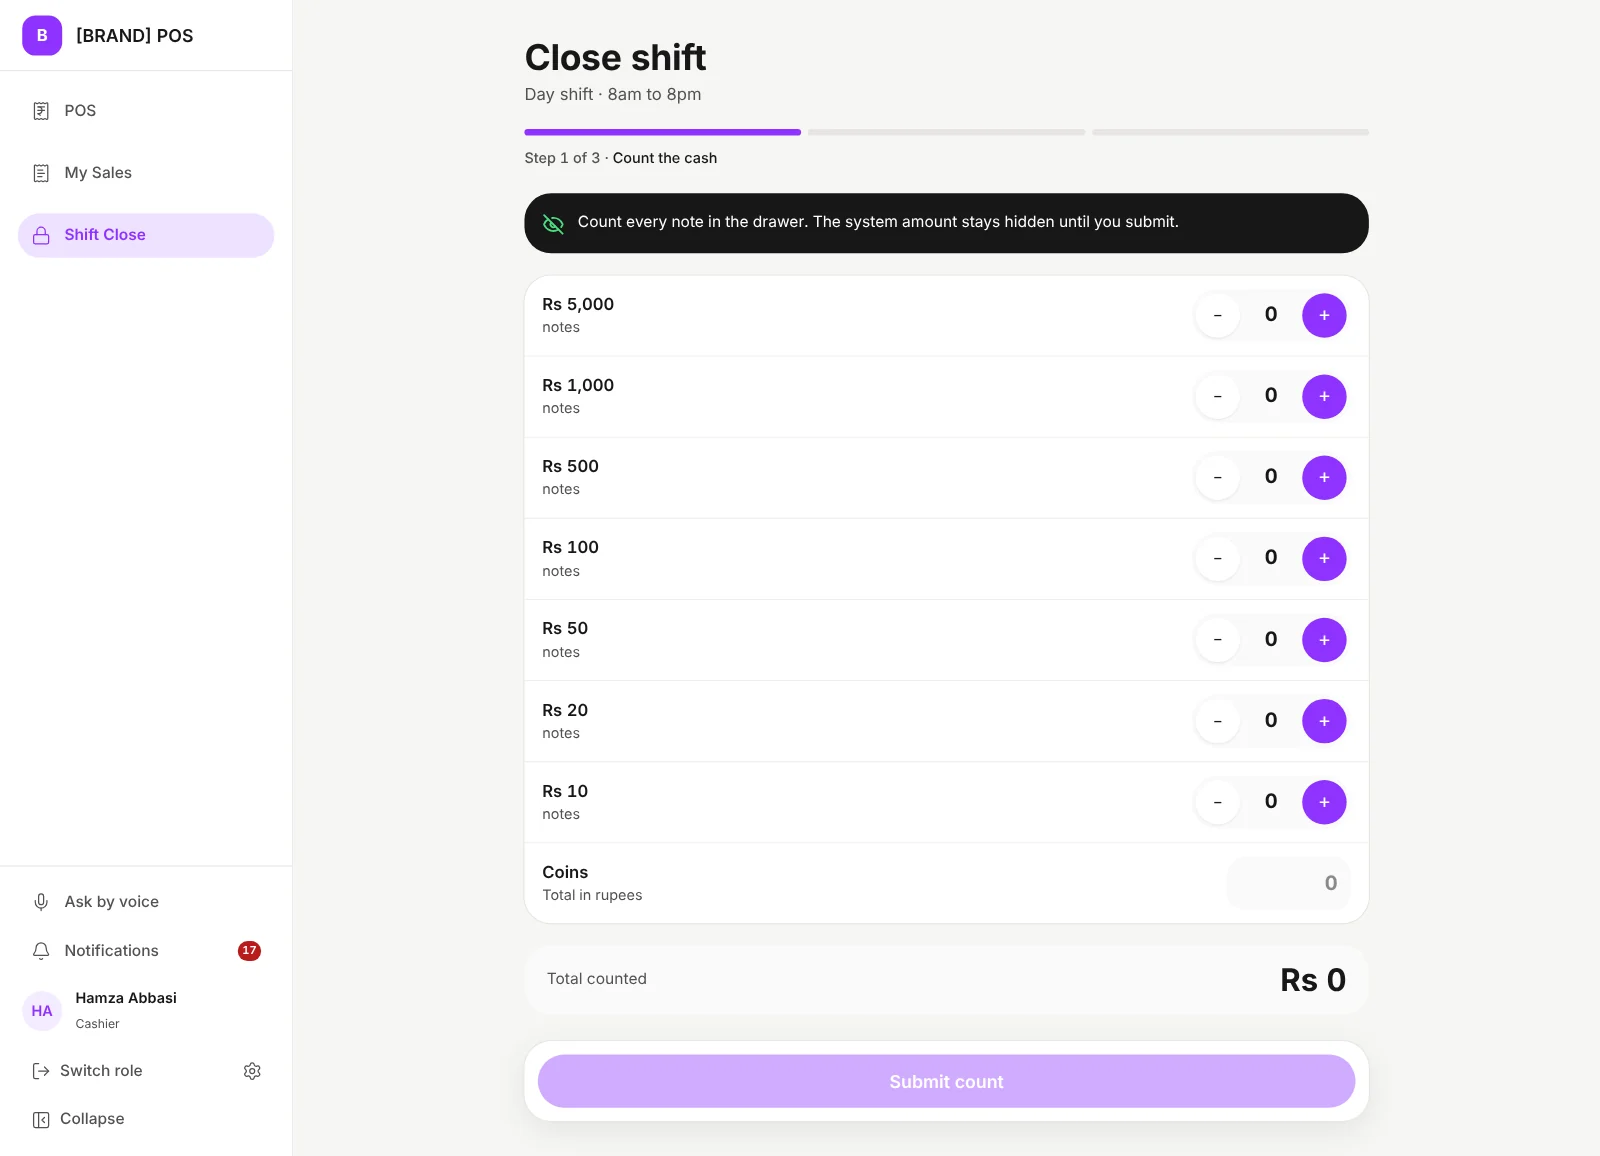 B
[BRAND] POS
POS
My Sales
Shift Close
Ask by voice
Notifications
17
HA
Hamza Abbasi
Cashier
Switch role
Collapse
Close shift
Day shift · 8am to 8pm
Step 1 of 3 · Count the cash
Count every note in the drawer. The system amount stays hidden until you submit.
Rs 5,000
notes
- 0 +
Rs 1,000
notes
- 0 +
Rs 500
notes
- 0 +
Rs 100
notes
- 0 +
Rs 50
notes
- 0 +
Rs 20
notes
- 0 +
Rs 10
notes
- 0 +
Coins
Total in rupees
0
Total counted
Rs 0
Submit count